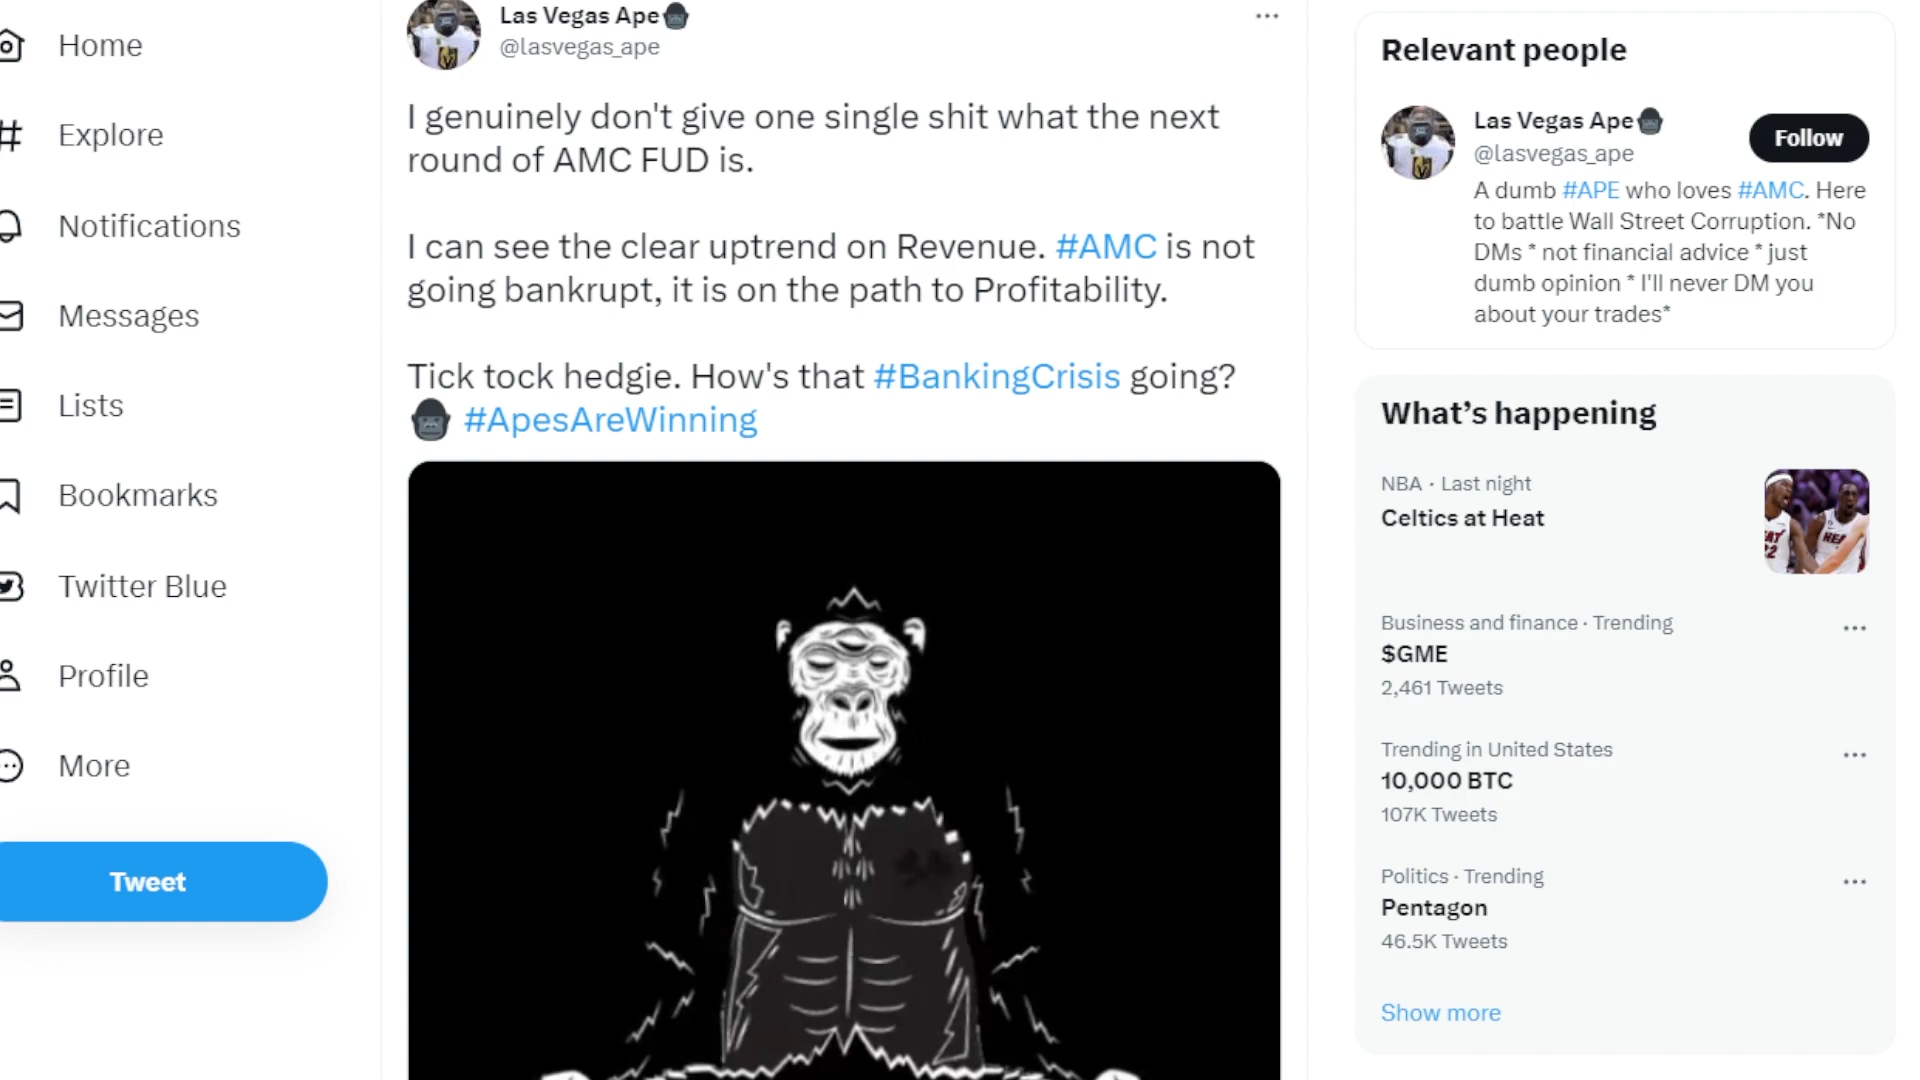 Home
Explore
Notifications
Messages
Lists
Bookmarks
Twitter Blue
Profile
More
Tweet
Las Vegas Ape🦍
@lasvegas_ape
I genuinely don't give one single shit what the next
round of AMC FUD is.
I can see the clear uptrend on Revenue. #AMC is not
going bankrupt, it is on the path to Profitability.
Tick tock hedgie. How's that #BankingCrisis going?
🦍 #ApesAreWinning
Relevant people
Las Vegas Ape🦍
@lasvegas_ape
Follow
A dumb #APE who loves #AMC. Here
to battle Wall Street Corruption. *No
DMs * not financial advice * just
dumb opinion * I'll never DM you
about your trades*
What’s happening
NBA · Last night
Celtics at Heat
Business and finance · Trending
$GME
2,461 Tweets
Trending in United States
10,000 BTC
107K Tweets
Politics · Trending
Pentagon
46.5K Tweets
Show more